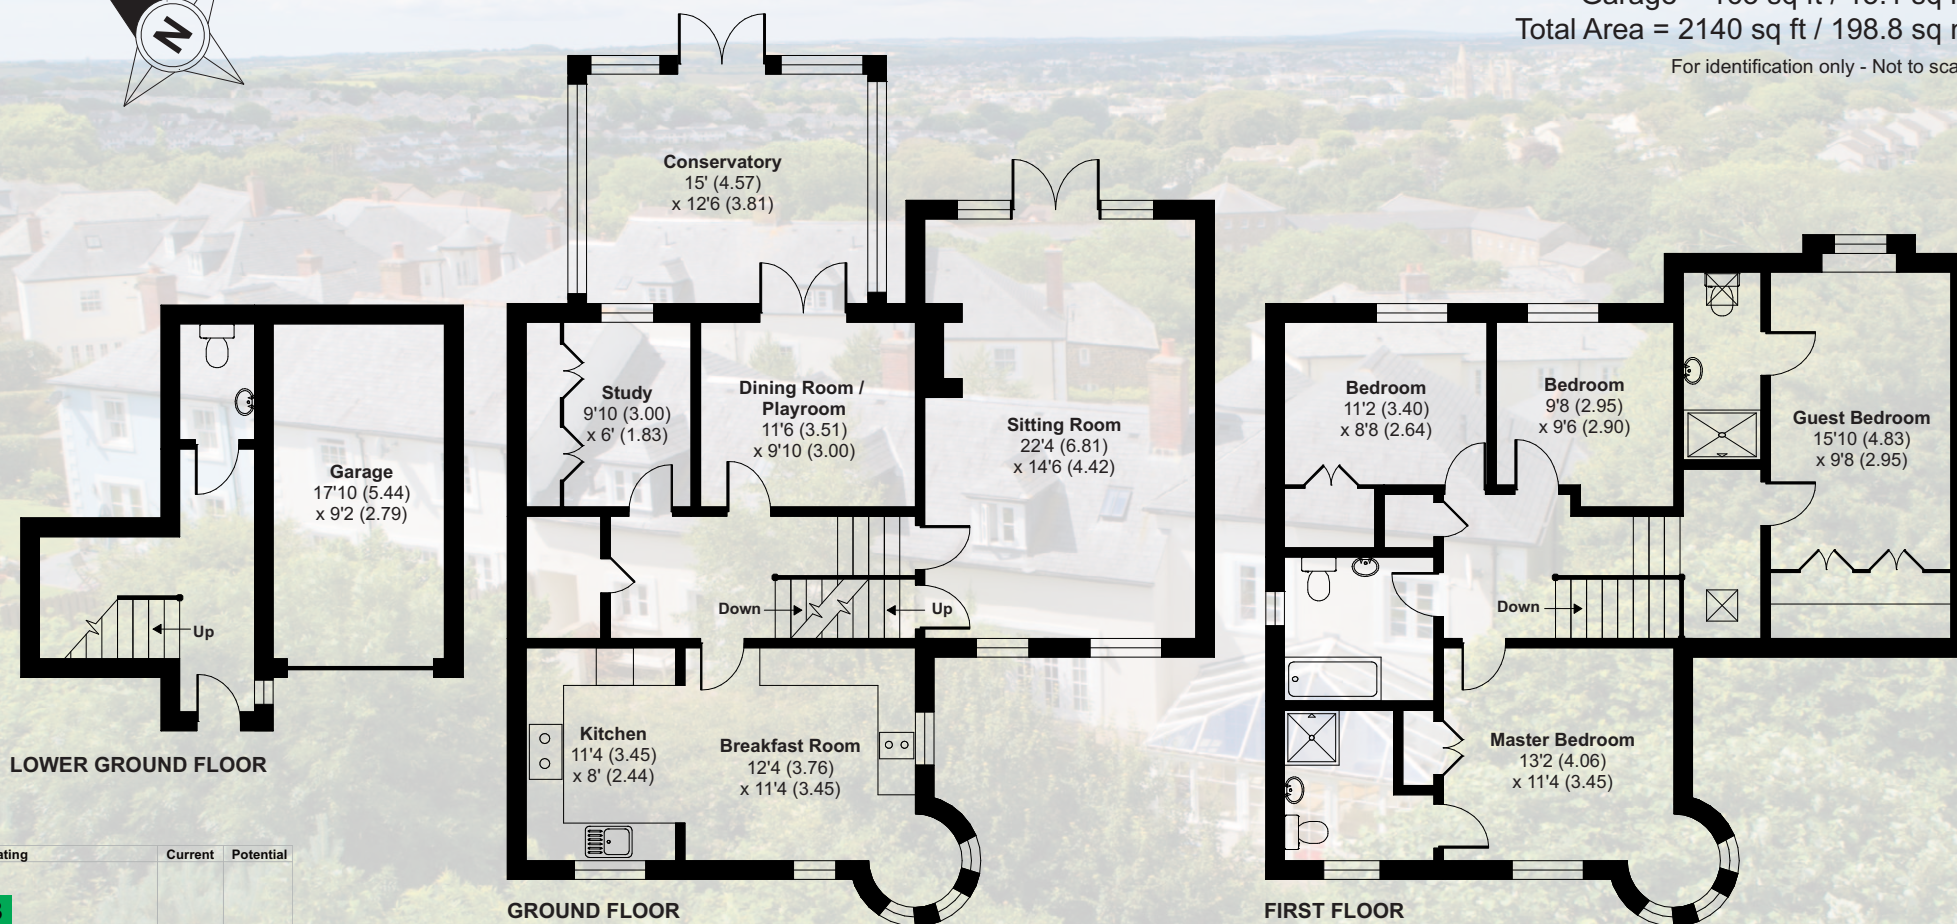 N
Total Area = 2140 sq ft / 198.8 sq
For identification only - Not to
Conservatory
15' (4.57)
x 12'6 (3.81)
Study
9'10 (3.00)
x 6' (1.83)
Dining Room /
Playroom
11'6 (3.51)
x 9'10 (3.00)
Sitting Room
22'4 (6.81)
x 14'6 (4.42)
Bedroom
11'2 (3.40)
x 8'8 (2.64)
Bedroom
9'8 (2.95)
x 9'6 (2.90)
Guest Bedroom
15'10 (4.83)
x 9'8 (2.95)
Garage
17'10 (5.44)
x 9'2 (2.79)
Up
Down
Up
Down
Kitchen
11'4 (3.45)
x 8' (2.44)
Breakfast Room
12'4 (3.76)
x 11'4 (3.45)
Master Bedroom
13'2 (4.06)
x 11'4 (3.45)
LOWER GROUND FLOOR
Current Potential
GROUND FLOOR
FIRST FLOOR